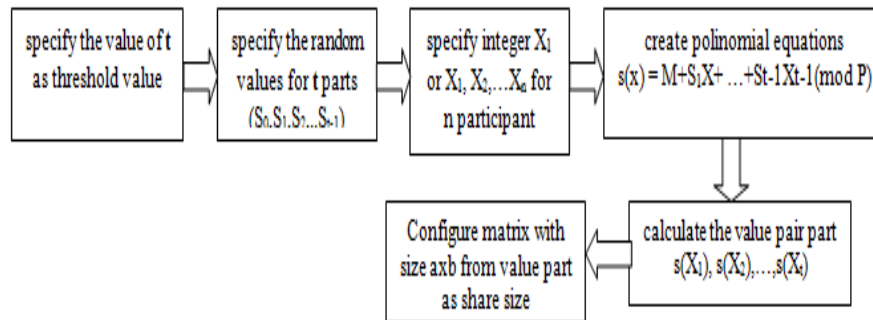 specify the value of t
as threshold value
specify the random
values for t parts
(S₀.S₁.S₂...Sₜ₋₁)
specify integer X₁
or X₁, X₂,...Xₙ for
n participant
create polinomial equations
s(x) = M+S₁X+ ...+St-1Xt-1(mod P)
calculate the value pair part
s(X₁), s(X₂),...,s(Xₜ)
Configure matrix with
size axb from value part
as share size